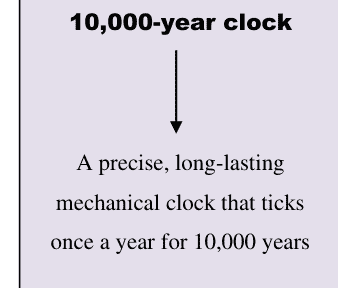 10,000-year clock
A precise, long-lasting
mechanical clock that ticks
once a year for 10,000 years